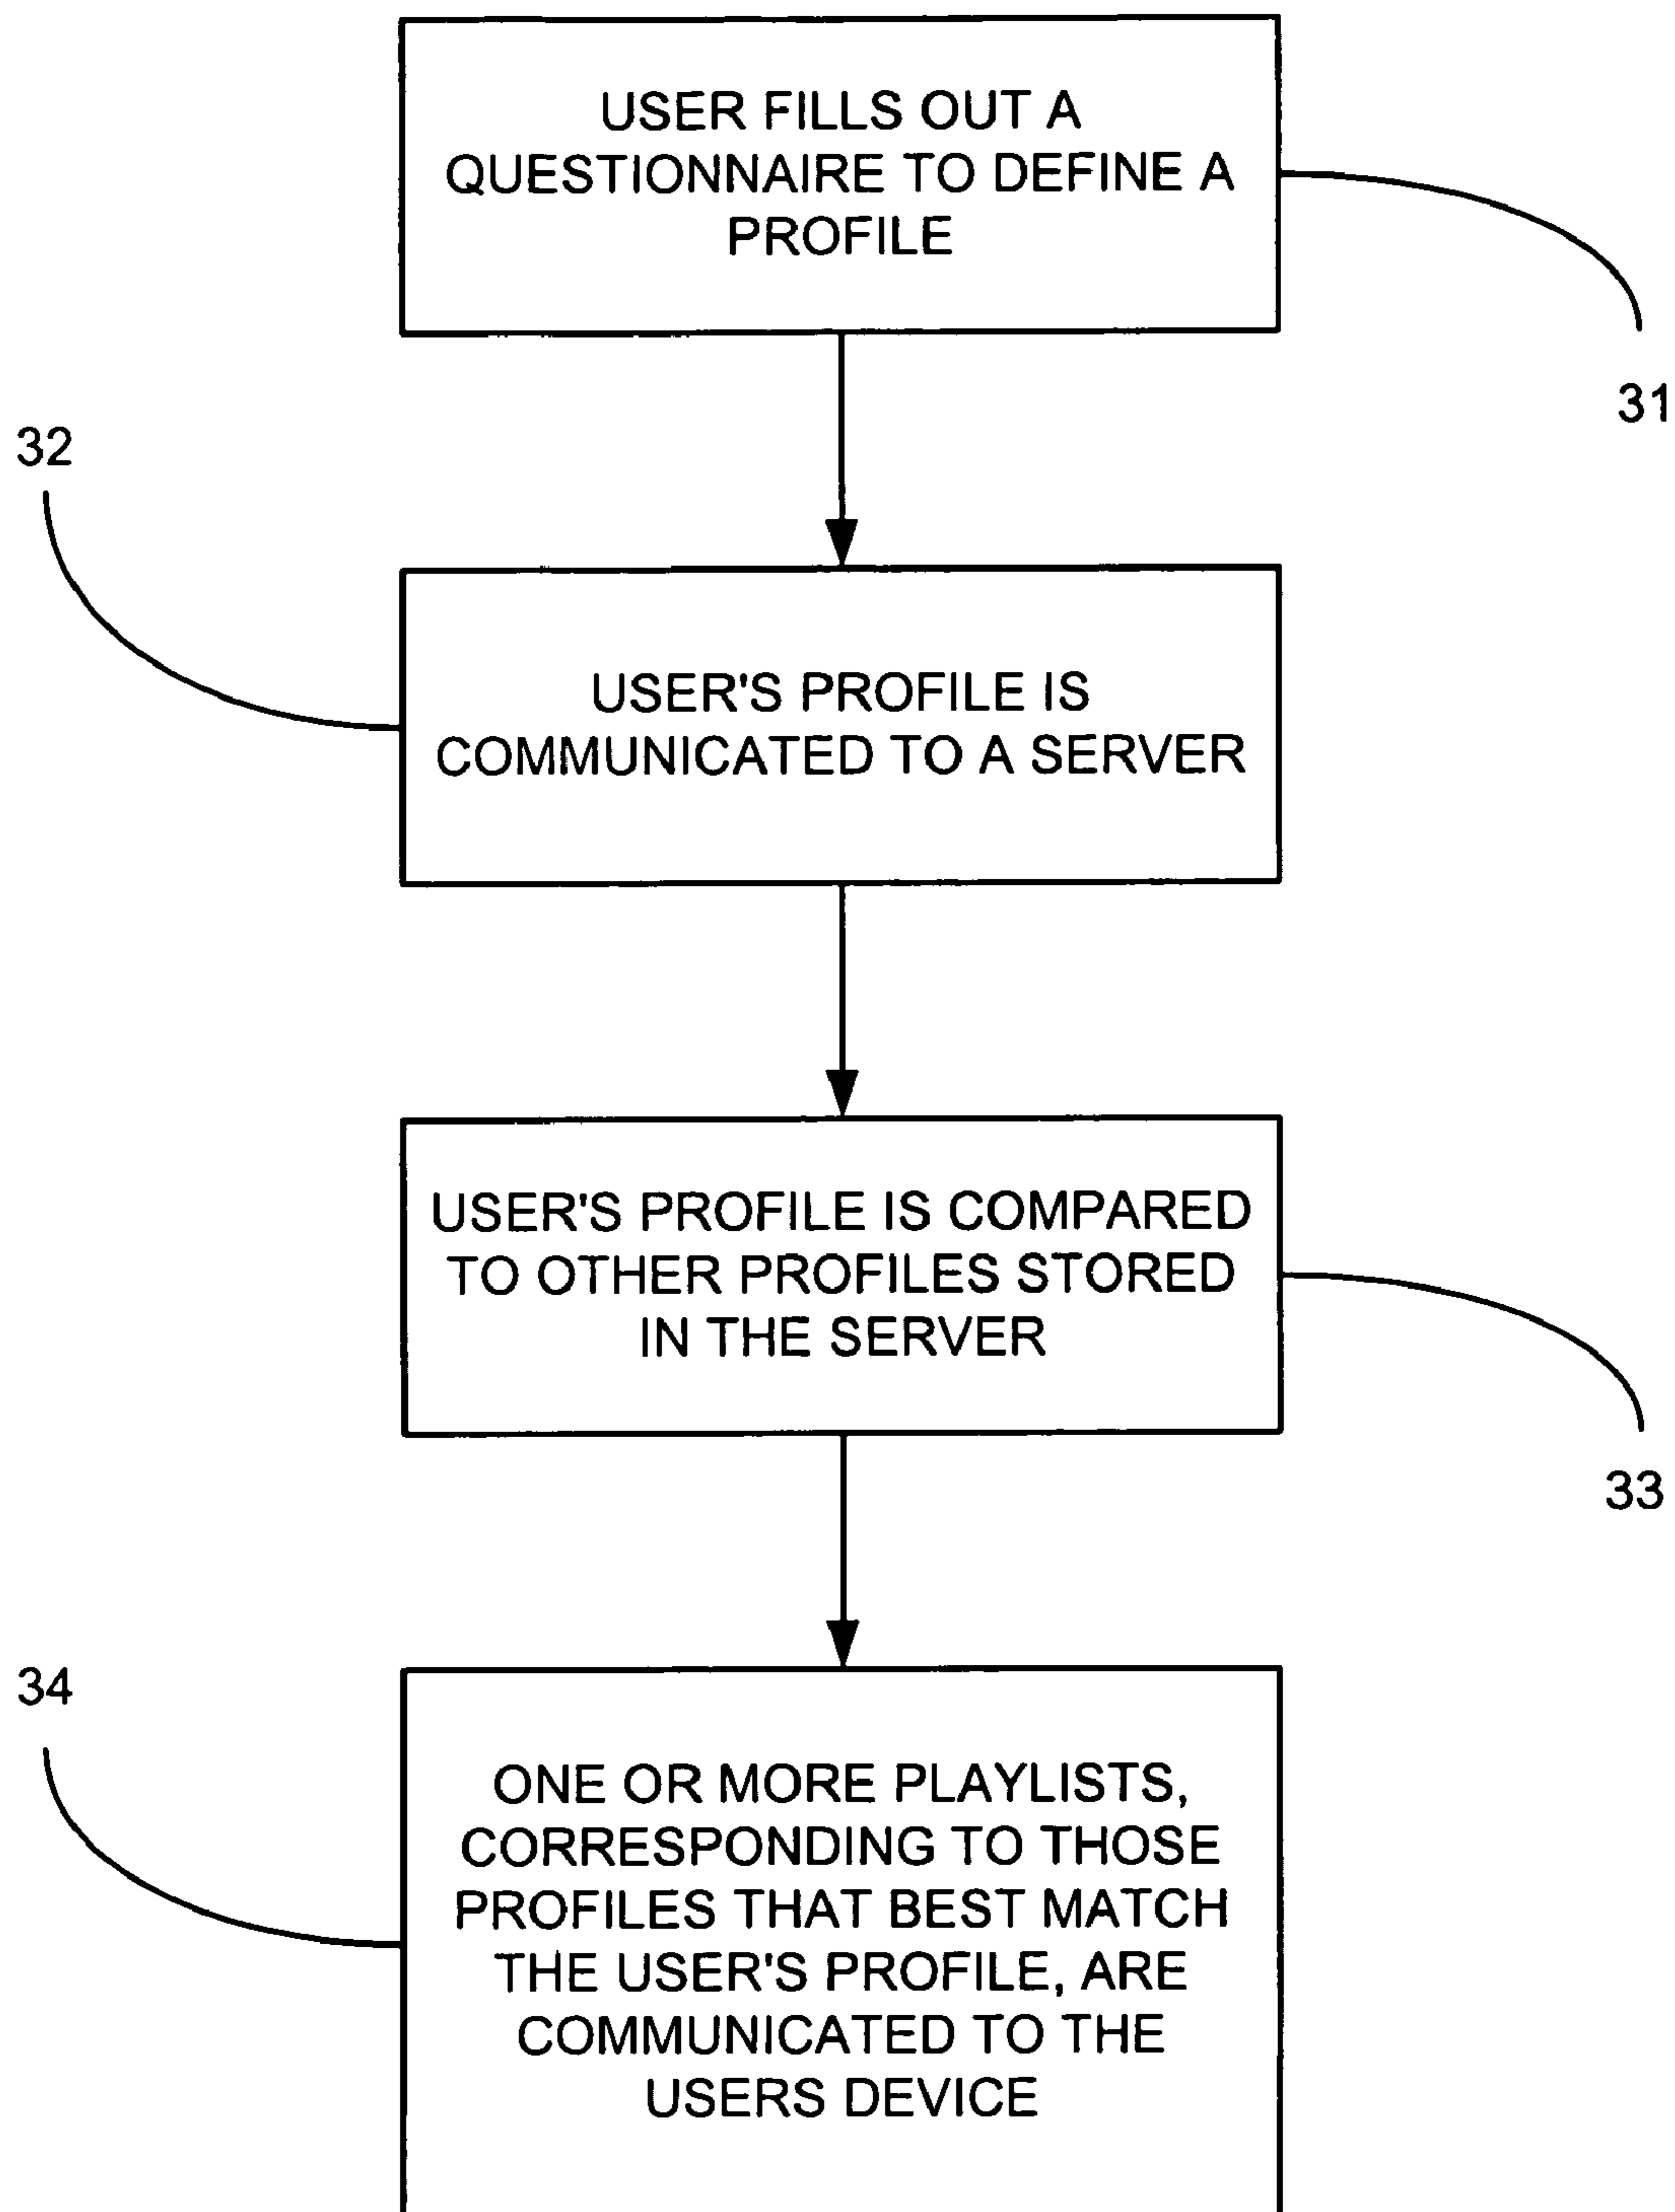 USER FILLS OUT A
QUESTIONNAIRE TO DEFINE A
PROFILE
31
32
USER'S PROFILE IS
COMMUNICATED TO A SERVER
USER'S PROFILE IS COMPARED
TO OTHER PROFILES STORED
IN THE SERVER
33
34
ONE OR MORE PLAYLISTS,
CORRESPONDING TO THOSE
PROFILES THAT BEST MATCH
THE USER'S PROFILE, ARE
COMMUNICATED TO THE
USERS DEVICE